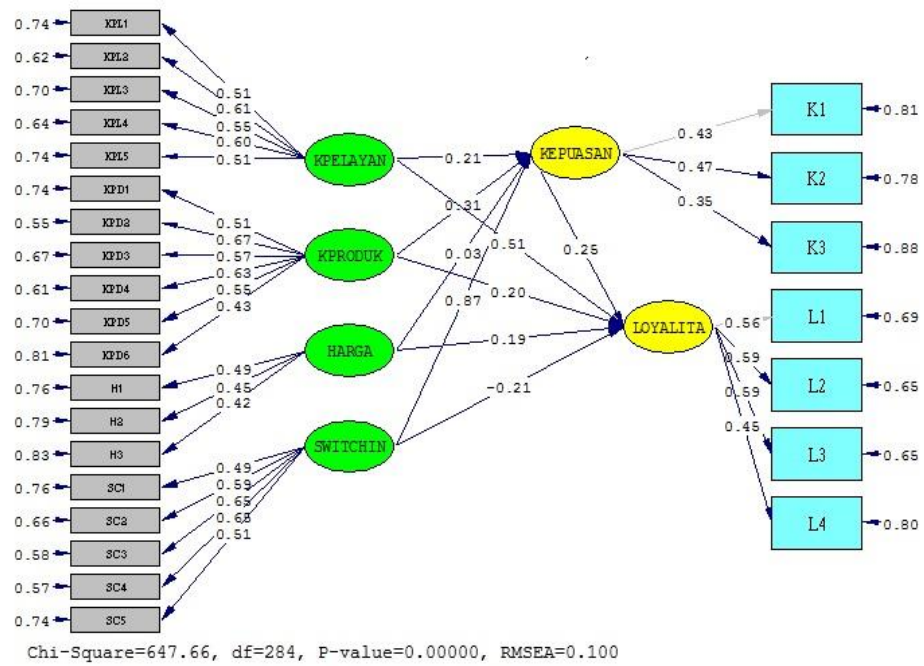 0.74 KPL1
0.62 KPL2
0.70 KPL3
0.64 KPL4
0.74 KPL5
0.74 KPD1
0.55 KPD2
0.67 KPD3
0.61 KPD4
0.70 KPD5
0.81 KPD6
0.76 H1
0.79 H2
0.83 H3
0.76 SC1
0.66 SC2
0.58 SC3
0.57 SC4
0.74 SC5
0.51
0.61
0.55
0.60
0.51
0.51
0.67
0.57
0.63
0.55
0.43
0.49
0.45
0.42
0.49
0.59
0.65
0.65
0.51
KPELAYAN
KPRODUK
HARGA
SWITCHIN
0.21
0.31
0.03
0.87
0.51
0.20
0.19
-0.21
0.25
KEPUASAN
LOYALITA
0.43
0.47
0.35
0.56
0.59
0.59
0.45
K1 0.81
K2 0.78
K3 0.88
L1 0.69
L2 0.65
L3 0.65
L4 0.80
Chi-Square=647.66, df=284, P-value=0.00000, RMSEA=0.100